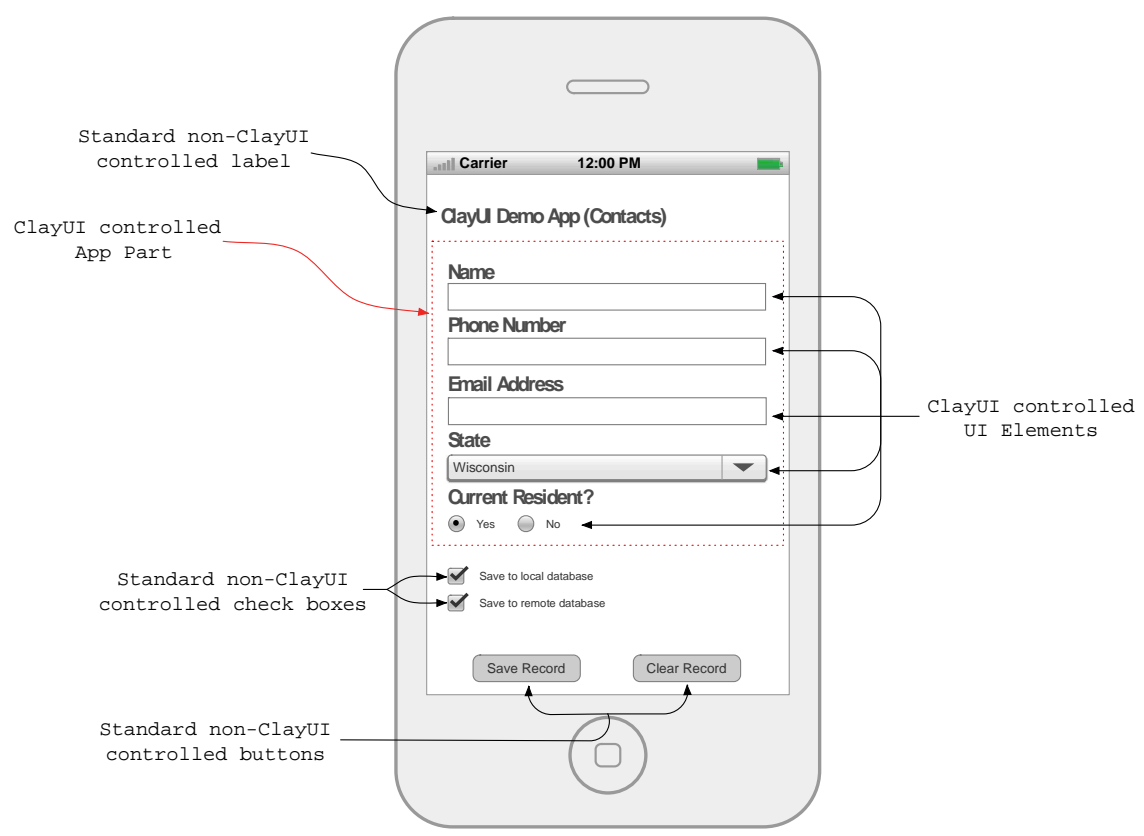 Standard non-ClayUI
controlled label
Carrier 12:00 PM
ClayUI Demo App (Contacts)
ClayUI controlled
App Part
Name
Phone Number
Email Address
ClayUI controlled
UI Elements
State
Wisconsin
Current Resident?
Yes No
Standard non-ClayUI
controlled check boxes
Save to local database
Save to remote database
Save Record Clear Record
Standard non-ClayUI
controlled buttons